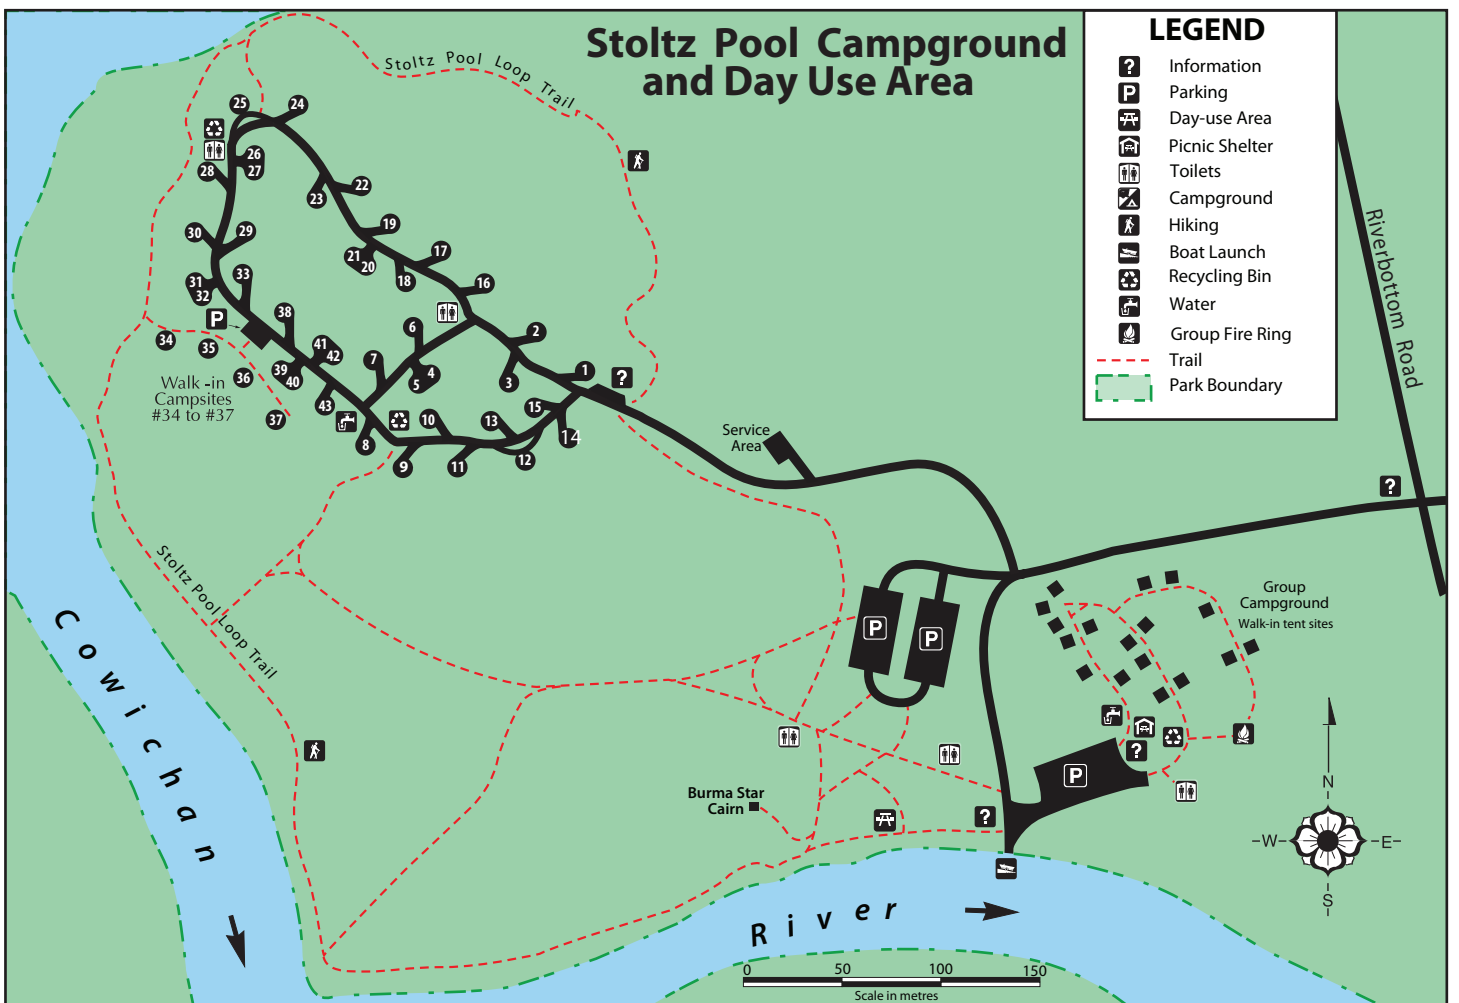 Stoltz Pool Campground
and Day Use Area
LEGEND
? Information
P Parking
Day-use Area
Picnic Shelter
Toilets
Campground
Hiking
Boat Launch
Recycling Bin
Water
Group Fire Ring
Trail
Park Boundary
Stoltz Pool Loop Trail
Riverbottom Road
25
24
26
27
28
22
23
30
29
19
21
20
17
18
16
31
32
33
P
38
6
2
34
35
41
42
39
40
7
4
5
3
1
?
36
Walk -in
Campsites
#34 to #37
37
43
8
10
13
15
14
9
11
12
Service
Area
?
Stoltz Pool Loop Trail
Group
Campground
Walk-in tent sites
P
P
?
P
Burma Star
Cairn
?
Cowichan
River
N
W
E
S
0 50 100 150
Scale in metres